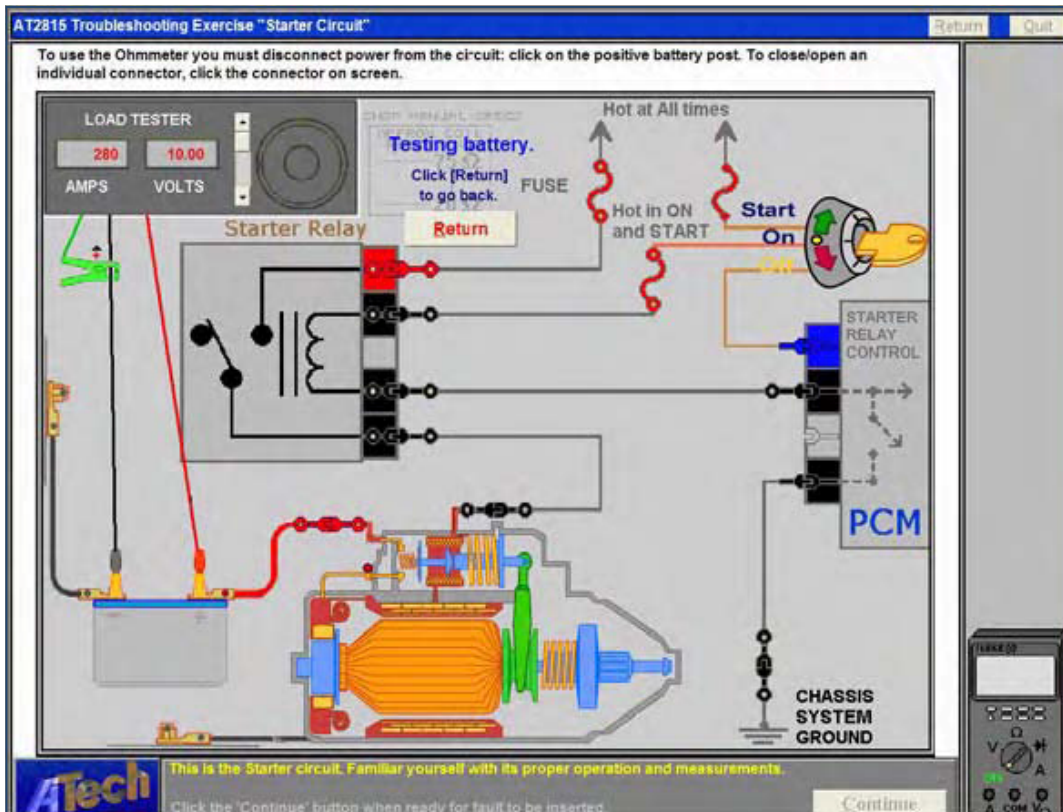 AT2815 Troubleshooting Exercise "Starter Circuit"
Return
Quit
To use the Ohmmeter you must disconnect power from the circuit: click on the positive battery post. To close/open an
individual connector, click the connector on screen.
LOAD TESTER
280
10.00
AMPS
VOLTS
Testing battery.
Click [Return]
to go back.
Return
FUSE
Hot at All times
Hot in ON
and START
Start
On
Off
Starter Relay
STARTER
RELAY
CONTROL
PCM
CHASSIS
SYSTEM
GROUND
ATech
This is the Starter circuit. Familiar yourself with its proper operation and measurements.
Click the 'Continue' button when ready for fault to be inserted.
Continue
Ω
V
A
A COM